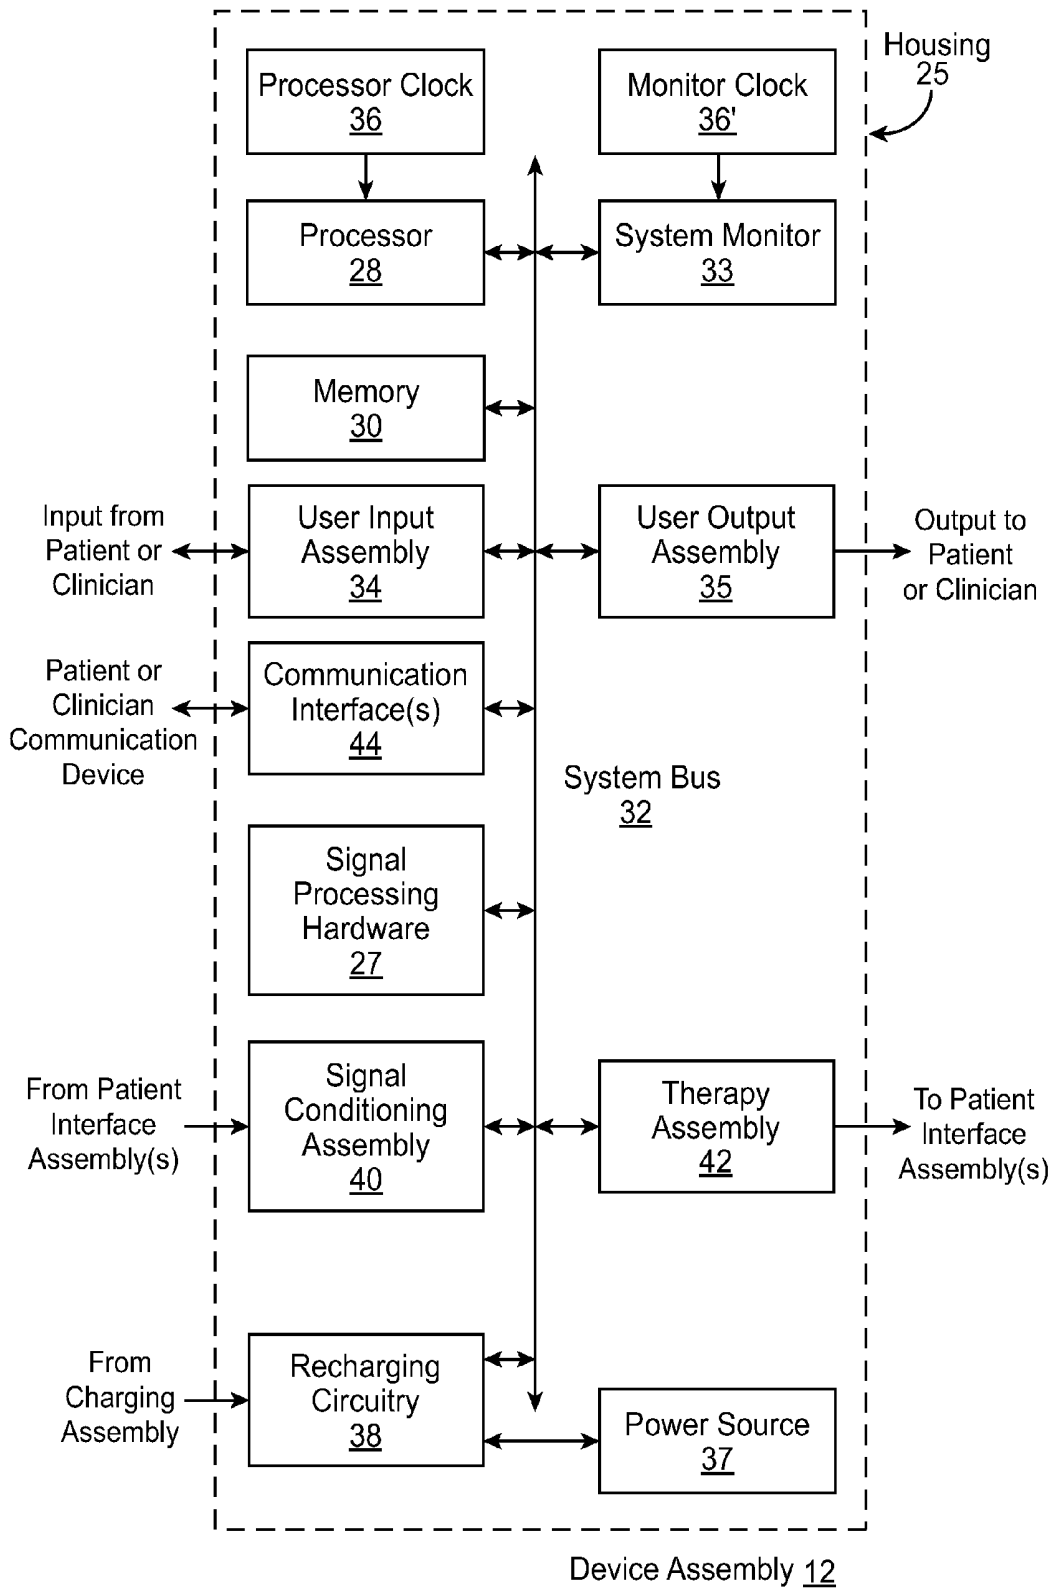 Housing
25
Processor Clock
36
Monitor Clock
36'
Processor
28
System Monitor
33
Memory
30
Input from
Patient or
Clinician
User Input
Assembly
34
User Output
Assembly
35
Output to
Patient
or Clinician
Patient or
Clinician
Communication
Device
Communication
Interface(s)
44
System Bus
32
Signal
Processing
Hardware
27
From Patient
Interface
Assembly(s)
Signal
Conditioning
Assembly
40
Therapy
Assembly
42
To Patient
Interface
Assembly(s)
From
Charging
Assembly
Recharging
Circuitry
38
Power Source
37
Device Assembly 12